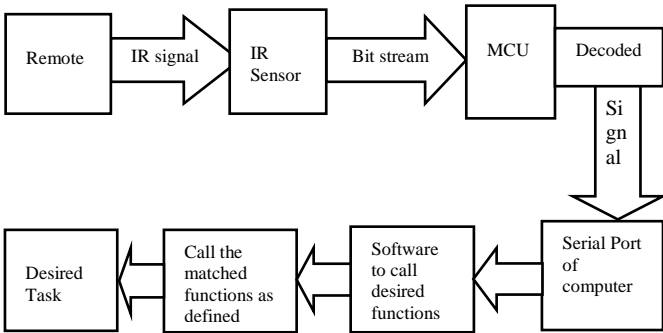 Remote
IR signal
IR
Sensor
Bit stream
MCU
Decoded
Si
gn
al
Desired
Task
Call the
matched
functions as
defined
Software
to call
desired
functions
Serial Port
of
computer